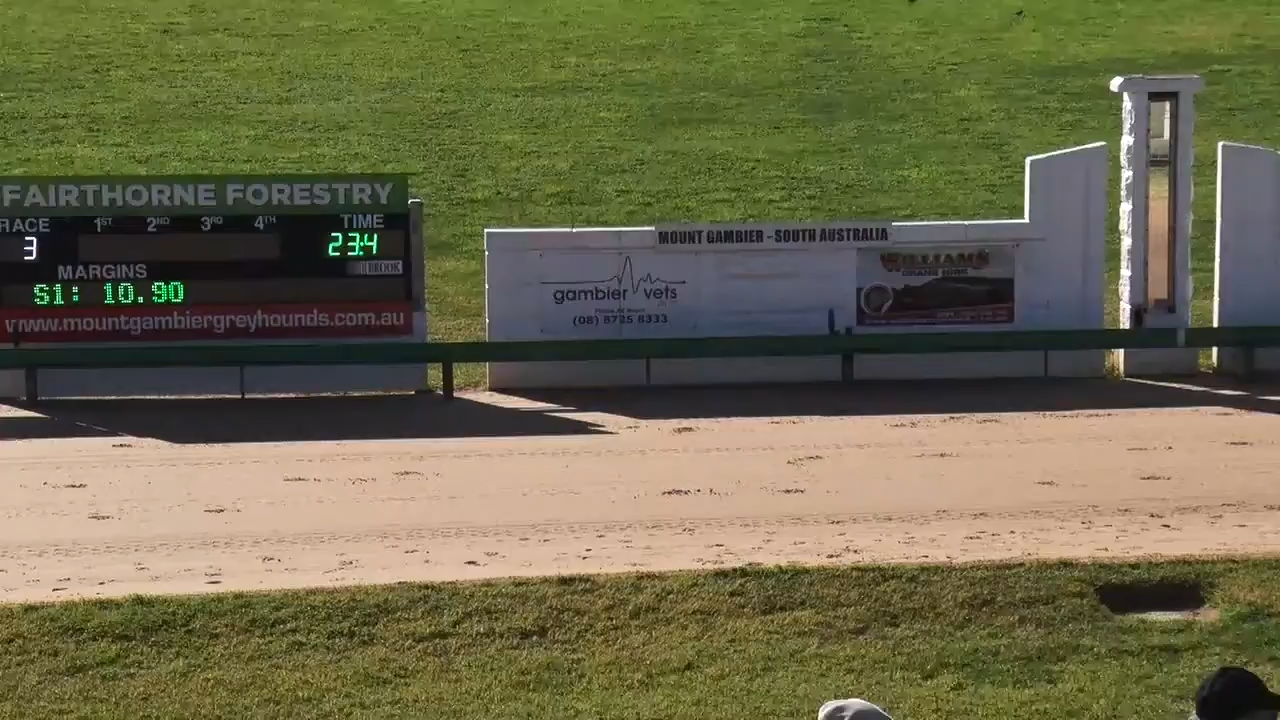 FAIRTHORNE FORESTRY
RACE 1ST 2ND 3RD 4TH TIME
3 23:4
MARGINS BROOK
S1: 10.90
www.mountgambiergreyhounds.com.au
MOUNT GAMBIER - SOUTH AUSTRALIA
gambier vets
(08) 8725 8333
WILLIAMS